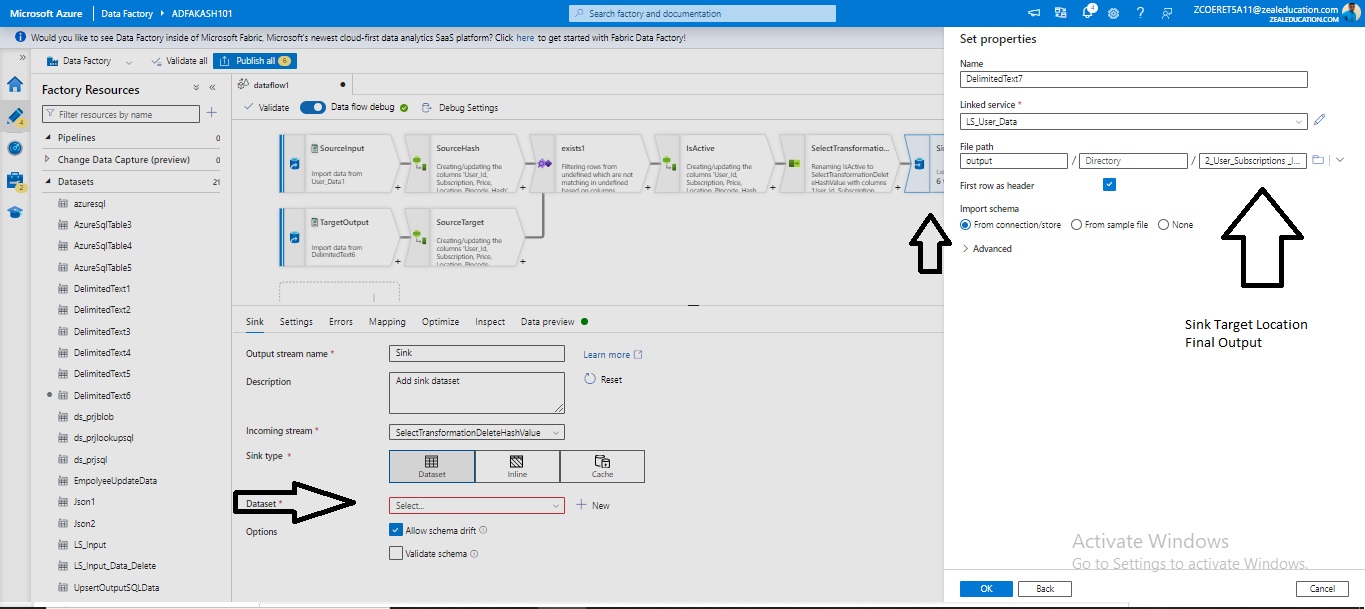 Microsoft Azure Data Factory ADFAKASH101
Search factory and documentation
4
ZCOERET5A11@zealeducation.com
ZEALEDUCATION.COM
Would you like to see Data Factory inside of Microsoft Fabric, Microsoft's newest cloud-first data analytics SaaS platform? Click here to get started with Fabric Data Factory!
Data Factory Validate all Publish all 6
Factory Resources
Filter resources by name
Pipelines 0
Change Data Capture (preview) 0
Datasets 21
azuresql
AzureSqlTable3
AzureSqlTable4
AzureSqlTable5
DelimitedText1
DelimitedText2
DelimitedText3
DelimitedText4
DelimitedText5
DelimitedText6
ds_prjblob
ds_prjlookupsql
ds_prjsql
EmpolyeeUpdateData
Json1
Json2
LS_Input
LS_Input_Data_Delete
UpsertOutputSQLData
4
2
dataflow1
Validate Data flow debug Debug Settings
SourceInput
Import data from
User_Data1
SourceHash
Creating/updating the
columns 'User_Id,
Subscription, Price,
Location, Pincode, Hash'
exists1
Filtering rows from
undefined which are not
matching in undefined
based on columns
IsActive
Creating/updating the
columns 'User_Id,
Subscription, Price,
Location, Pincode, Hash
SelectTransformatio...
Renaming IsActive to
SelectTransformationDelet
eHashValue with columns
'User_Id, Subscription,
TargetOutput
Import data from
DelimitedText6
SourceTarget
Creating/updating the
columns 'User_Id,
Subscription, Price,
Location, Pincode,
Sink Settings Errors Mapping Optimize Inspect Data preview
Output stream name *
Sink
Learn more
Description
Add sink dataset
Reset
Incoming stream *
SelectTransformationDeleteHashValue
Sink type *
Dataset Inline Cache
Dataset *
Select...
New
Options
Allow schema drift
Validate schema
Set properties
Name
DelimitedText7
Linked service *
LS_User_Data
File path
output / Directory / 2_User_Subscriptions _I...
First row as header
Import schema
From connection/store From sample file None
Advanced
Sink Target Location
Final Output
Activate Windows
Go to Settings to activate Windows.
OK Back Cancel